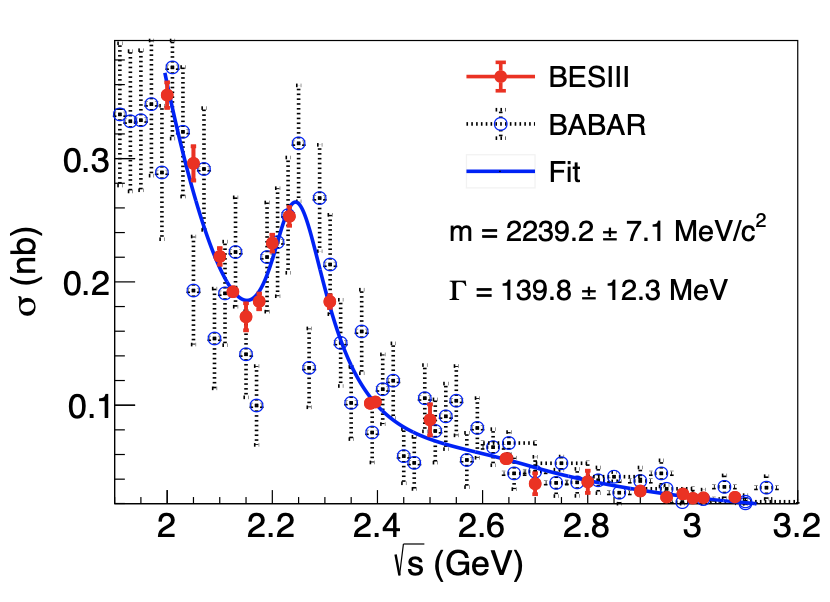 BESIII
BABAR
Fit
m = 2239.2 ± 7.1 MeV/c²
Γ = 139.8 ± 12.3 MeV
σ (nb)
0.3
0.2
0.1
2 2.2 2.4 2.6 2.8 3 3.2
√s (GeV)